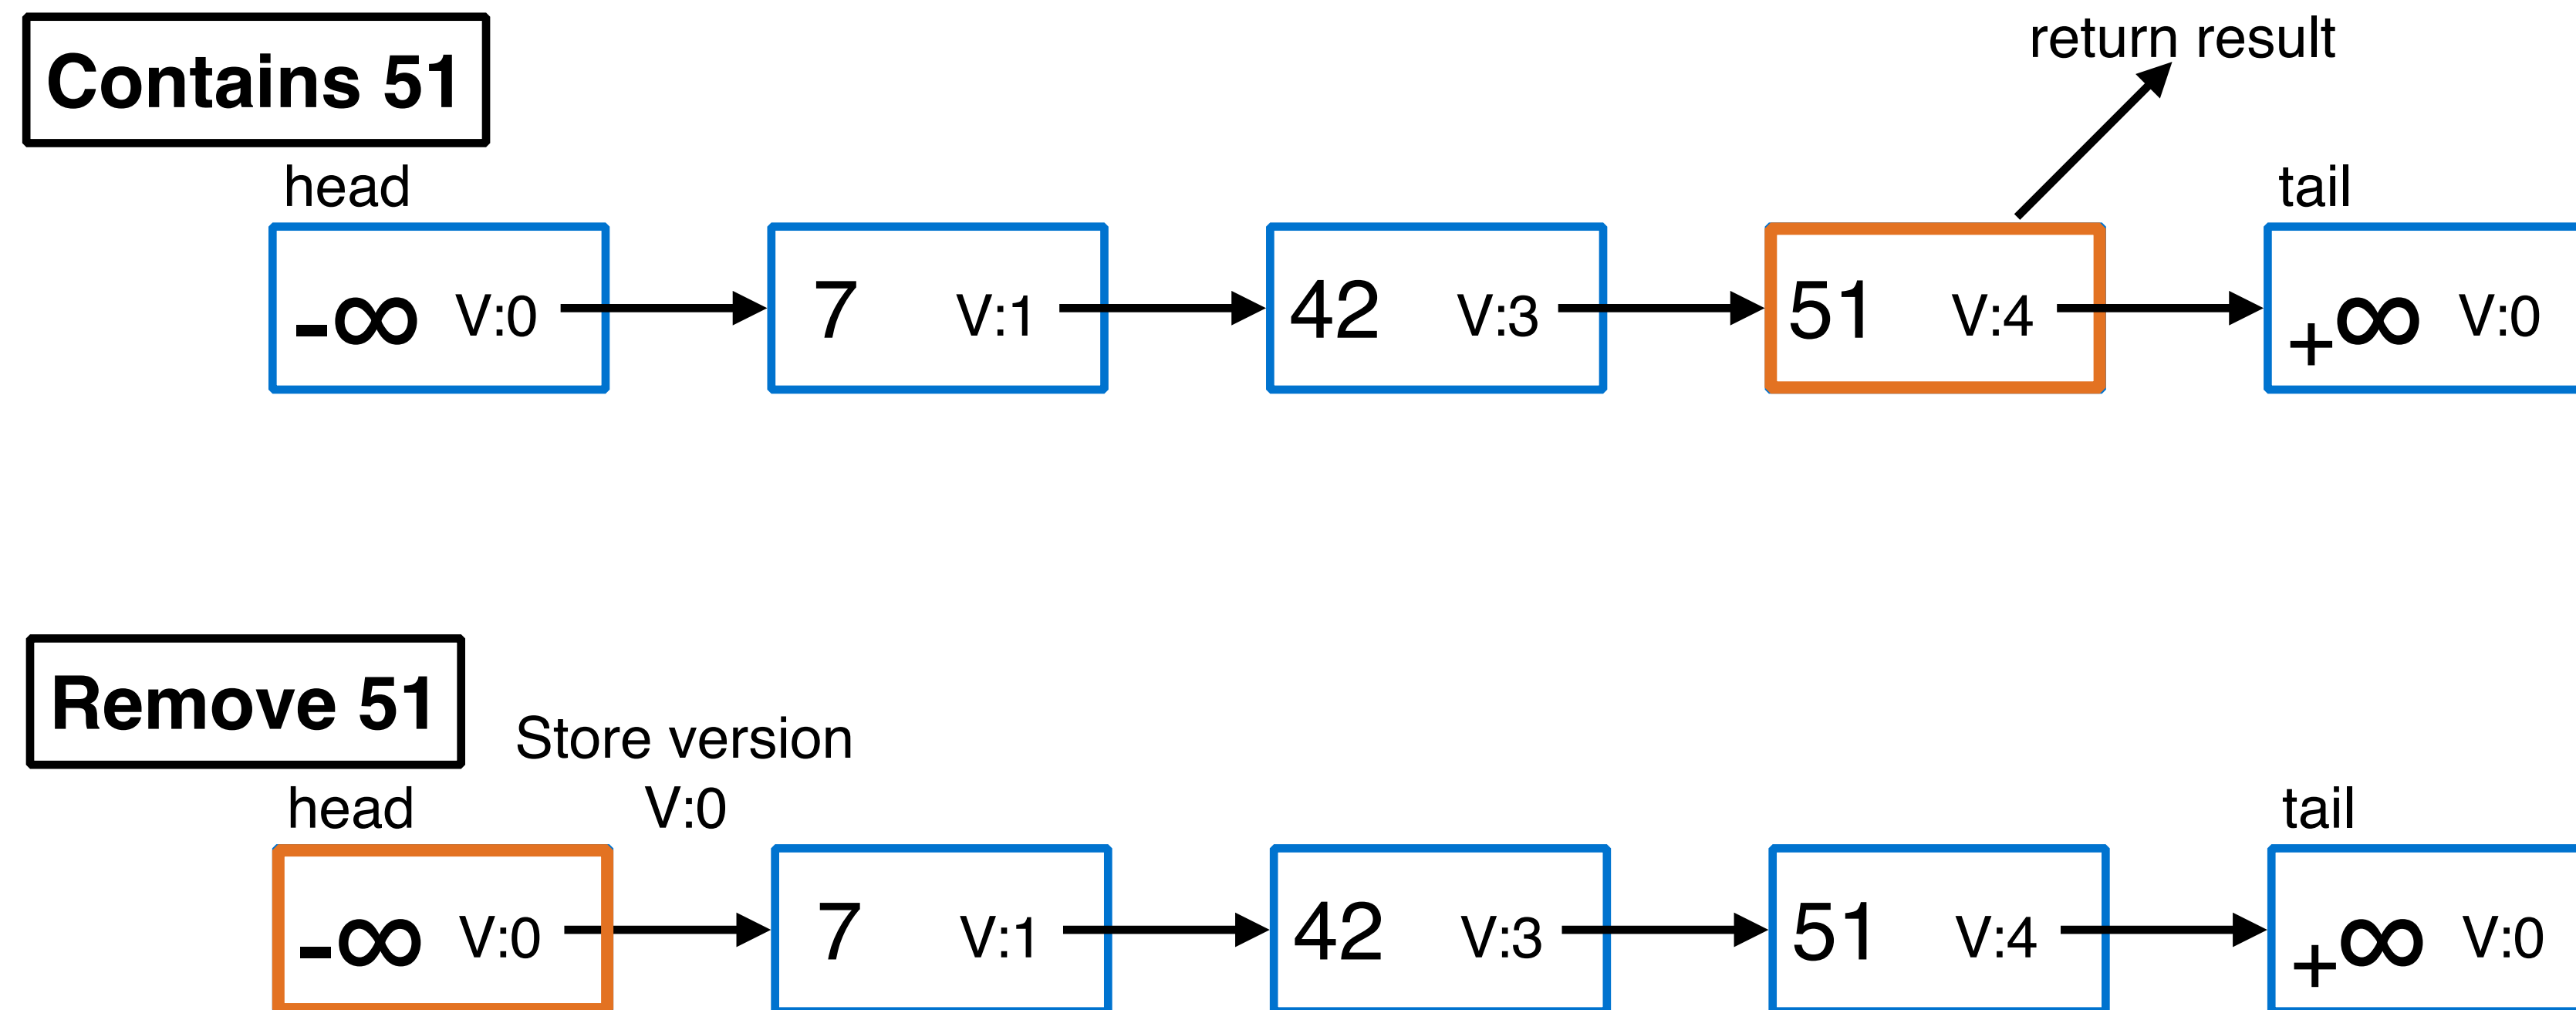 Contains 51
return result
head
tail
-∞ V:0
7 V:1
42 V:3
51 V:4
+∞ V:0
Remove 51
Store version
V:0
head
tail
-∞ V:0
7 V:1
42 V:3
51 V:4
+∞ V:0